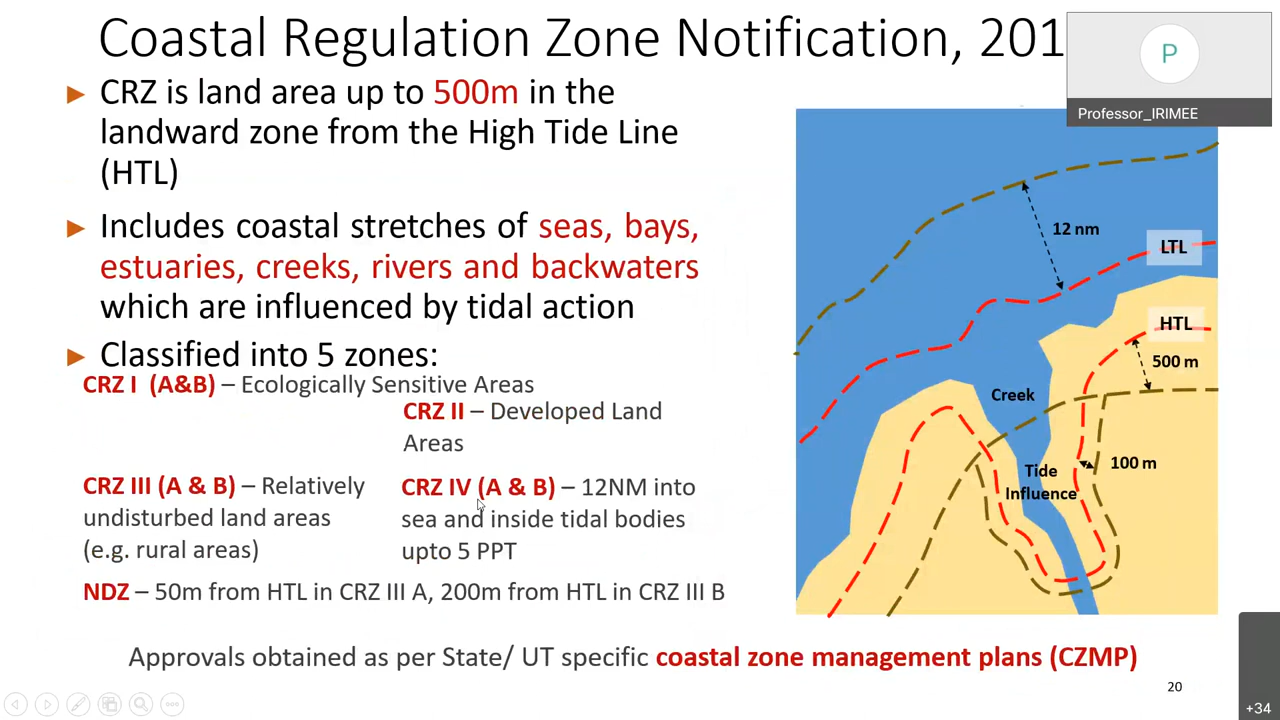 Coastal Regulation Zone Notification, 201
P
Professor_IRIMEE
► CRZ is land area up to 500m in the
landward zone from the High Tide Line
(HTL)
► Includes coastal stretches of seas, bays,
estuaries, creeks, rivers and backwaters
which are influenced by tidal action
► Classified into 5 zones:
CRZ I (A&B) – Ecologically Sensitive Areas
CRZ II – Developed Land
Areas
CRZ III (A & B) – Relatively
undisturbed land areas
(e.g. rural areas)
CRZ IV (A & B) – 12NM into
sea and inside tidal bodies
upto 5 PPT
NDZ – 50m from HTL in CRZ III A, 200m from HTL in CRZ III B
12 nm
LTL
HTL
500 m
Creek
100 m
Tide
Influence
Approvals obtained as per State/ UT specific coastal zone management plans (CZMP)
20
+34